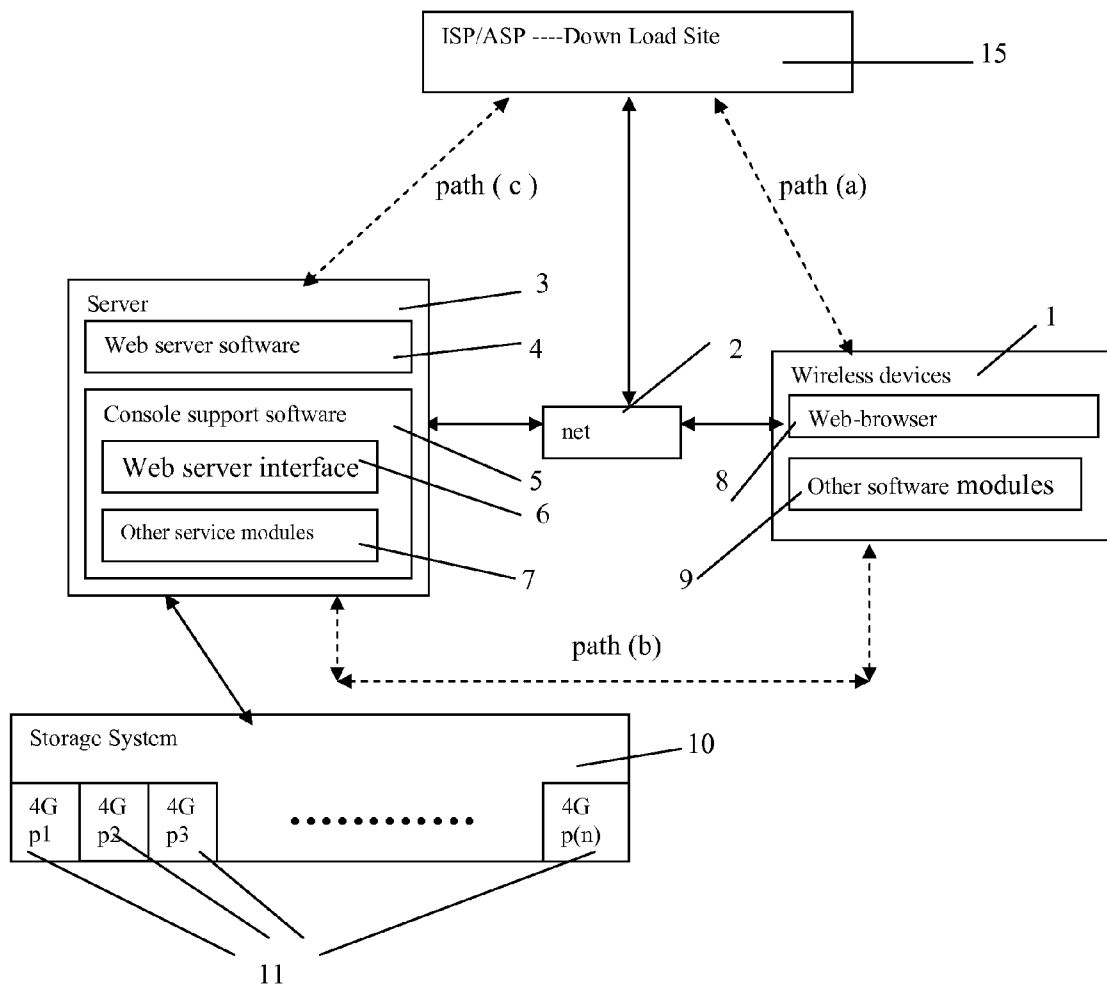 ISP/ASP ----Down Load Site
15
path ( c )
path (a)
Server
3
Web server software
4
Console support software
5
Web server interface
6
Other service modules
7
net
2
1
Wireless devices
Web-browser
8
Other software modules
9
path (b)
Storage System
10
4G
p1
4G
p2
4G
p3
4G
p(n)
11